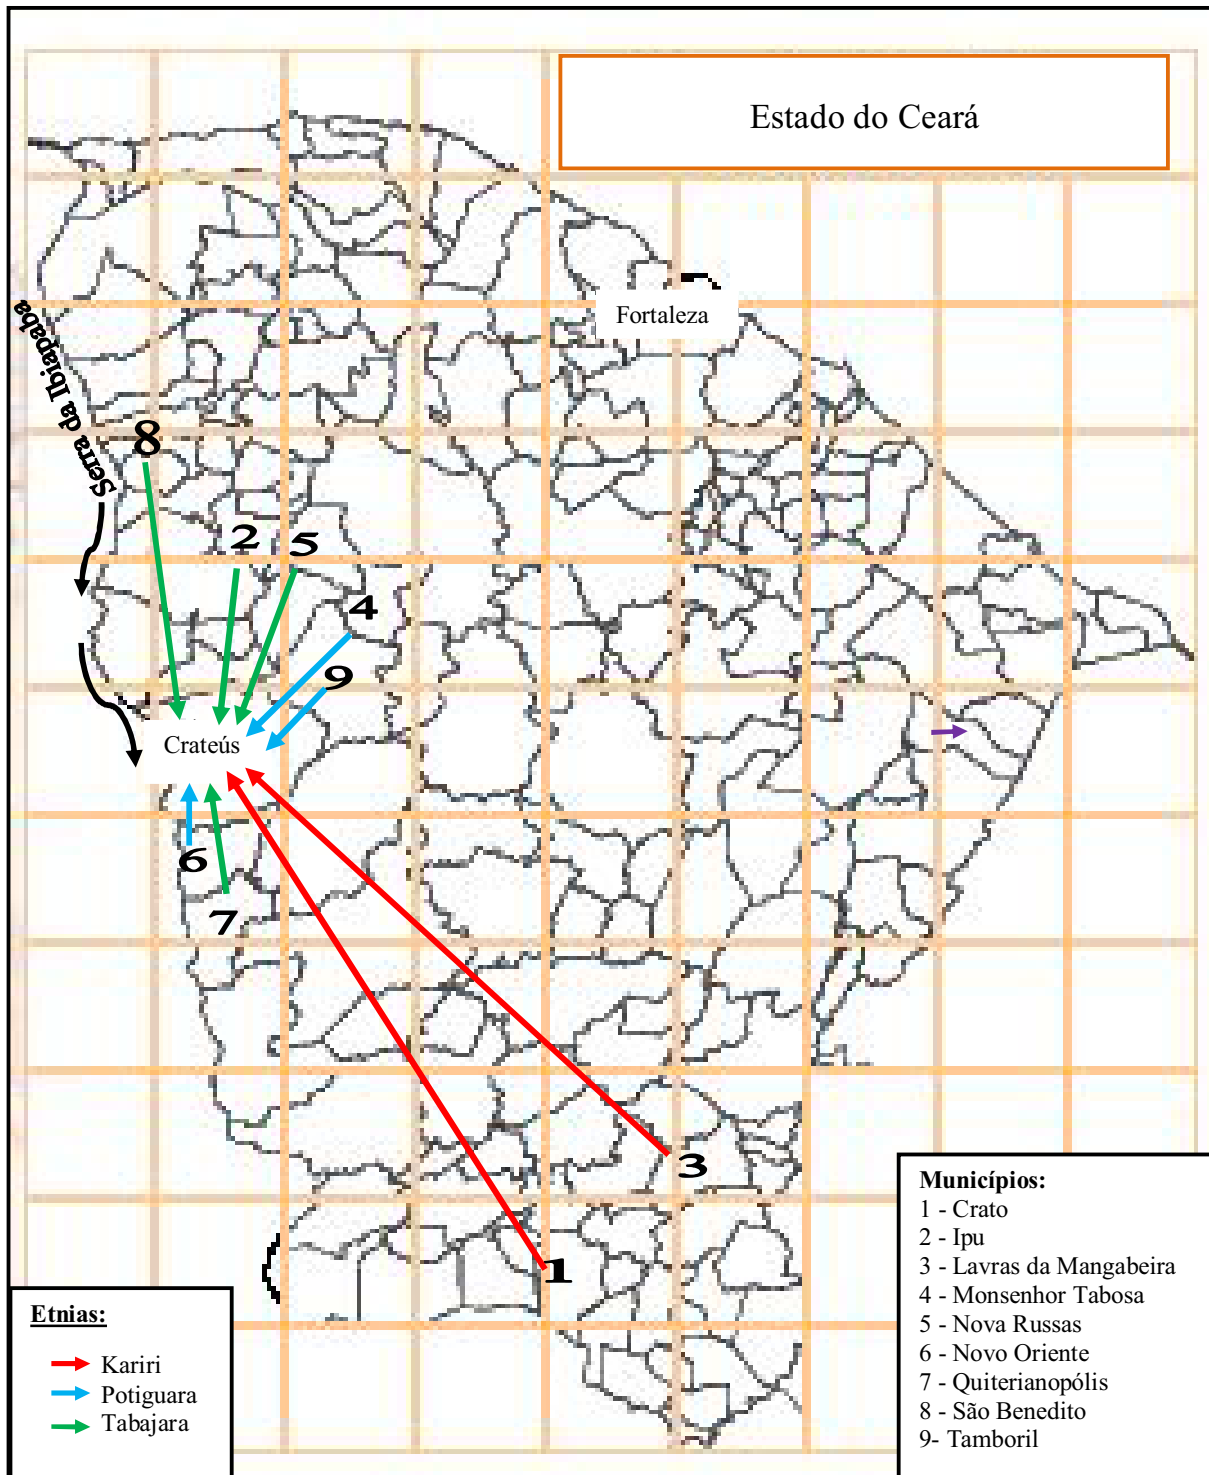 Estado do Ceará
Fortaleza
Serra da Ibiapaba
8
2
5
4
9
Crateús
6
7
3
1
Municípios:
1 - Crato
2 - Ipu
3 - Lavras da Mangabeira
4 - Monsenhor Tabosa
5 - Nova Russas
6 - Novo Oriente
7 - Quiterianopólis
8 - São Benedito
9- Tamboril
Etnias:
Kariri
Potiguara
Tabajara